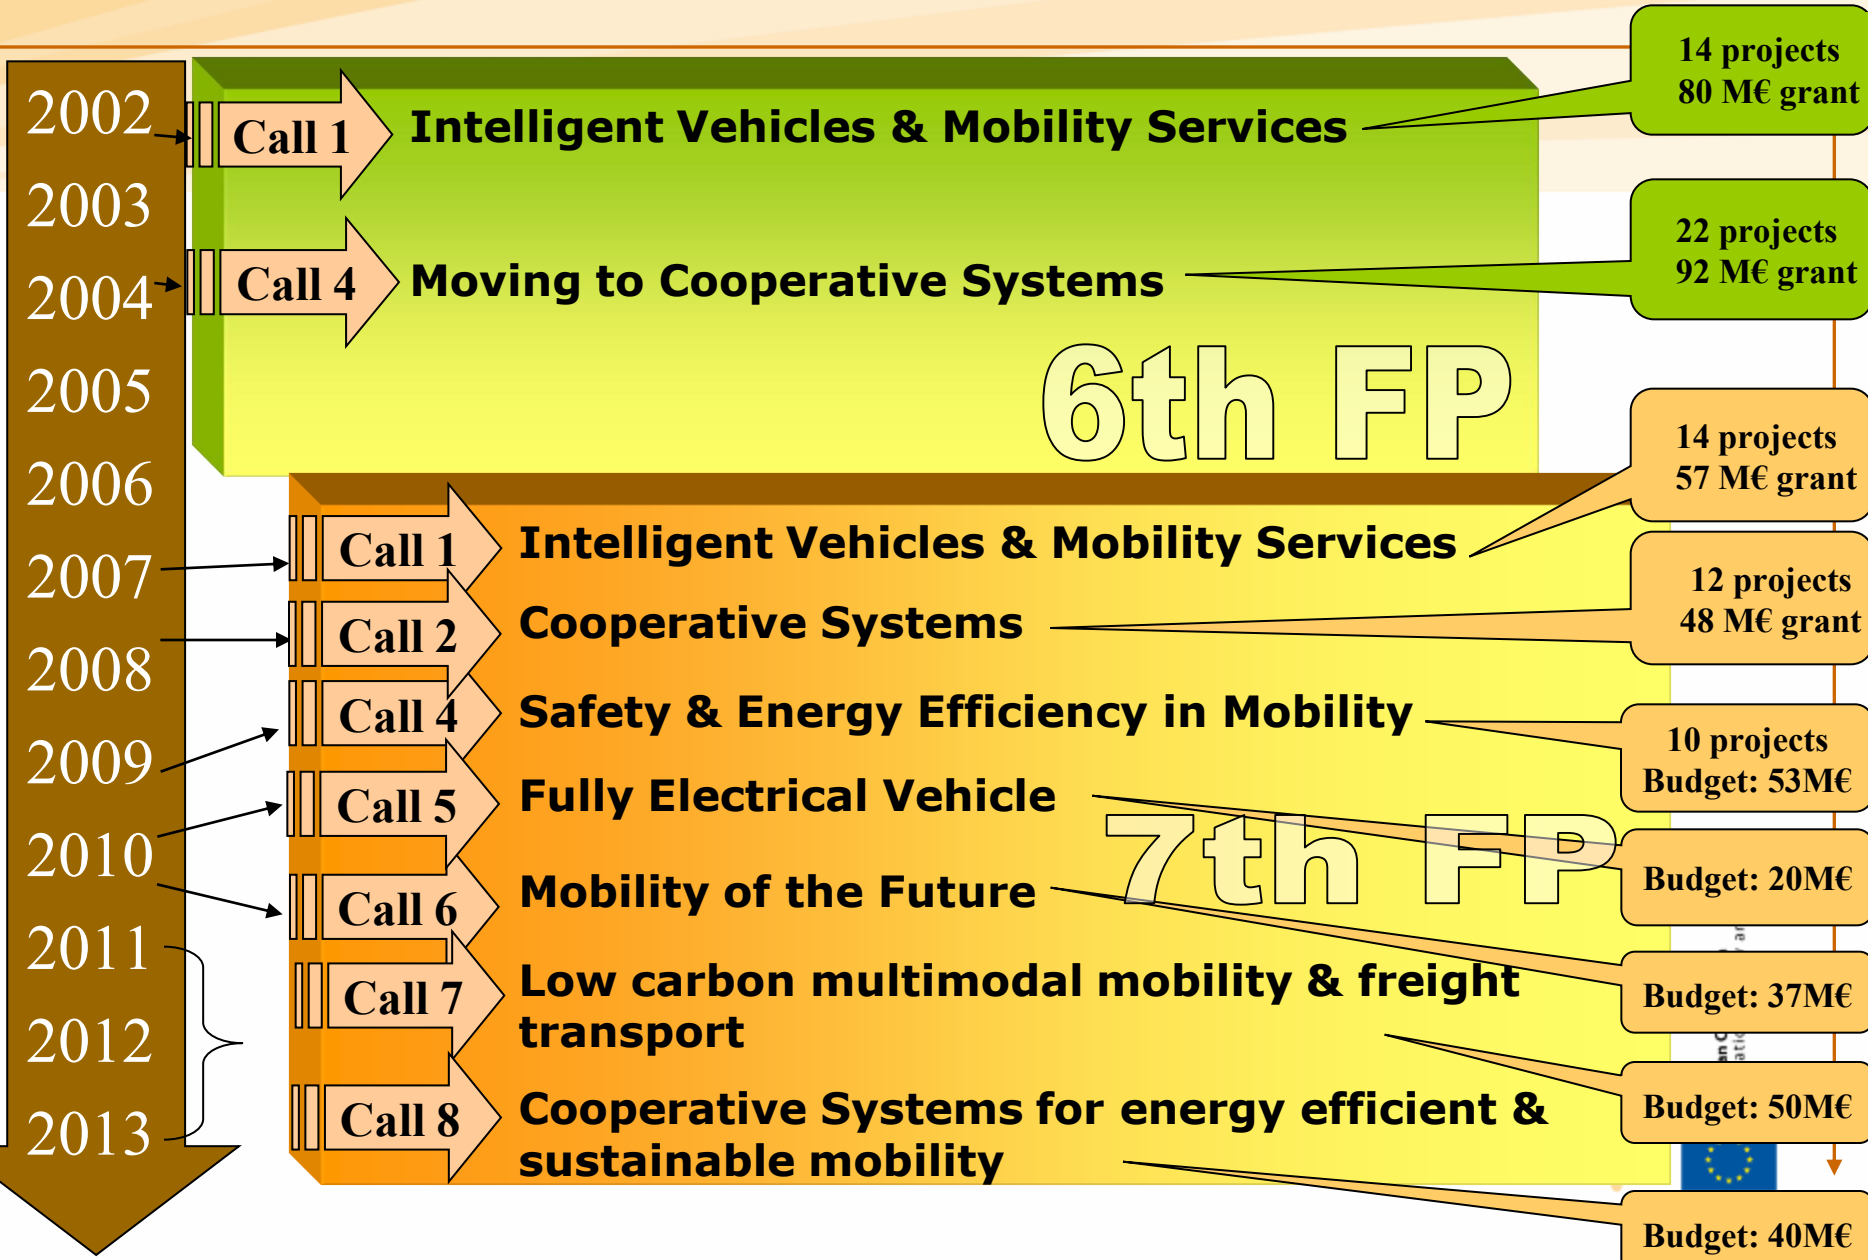 2002
2003
2004
2005
2006
2007
2008
2009
2010
2011
2012
2013
Call 1
Intelligent Vehicles & Mobility Services
14 projects
80 M€ grant
Call 4
Moving to Cooperative Systems
22 projects
92 M€ grant
6th FP
Call 1
Intelligent Vehicles & Mobility Services
14 projects
57 M€ grant
Call 2
Cooperative Systems
12 projects
48 M€ grant
Call 4
Safety & Energy Efficiency in Mobility
10 projects
Budget: 53M€
Call 5
Fully Electrical Vehicle
Budget: 20M€
7th FP
Call 6
Mobility of the Future
Budget: 37M€
Call 7
Low carbon multimodal mobility & freight
transport
Budget: 50M€
Call 8
Cooperative Systems for energy efficient &
sustainable mobility
Budget: 40M€